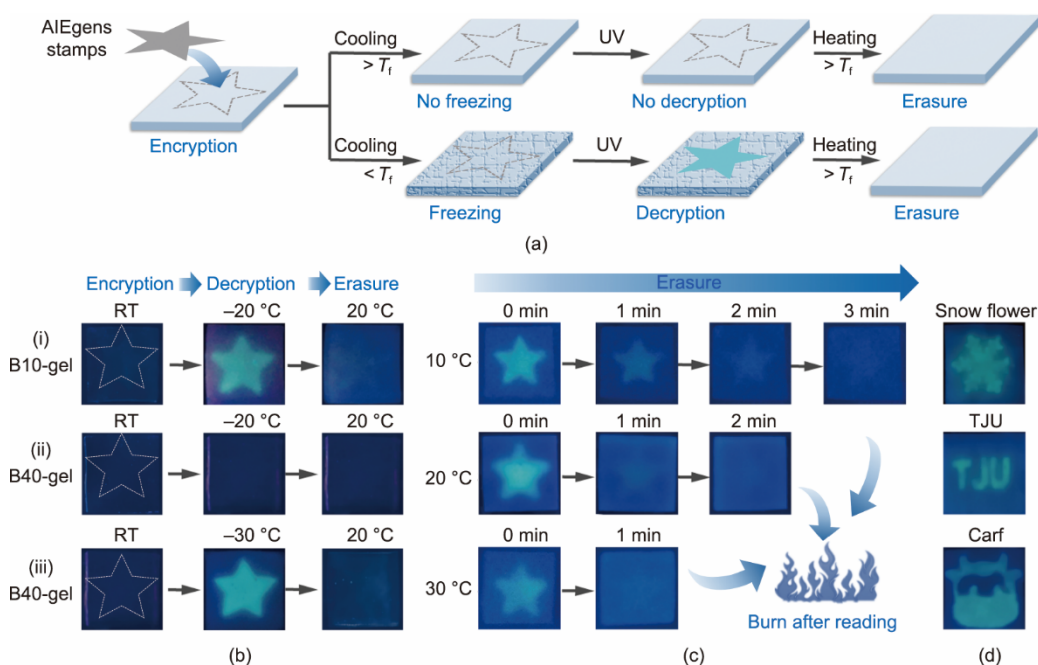 AIEgens
stamps
Encryption
Cooling
> Tf
No freezing
UV
No decryption
Heating
> Tf
Erasure
Cooling
< Tf
Freezing
UV
Decryption
Heating
> Tf
Erasure
(a)
Encryption Decryption Erasure
RT –20 °C 20 °C
(i)
B10-gel
RT –20 °C 20 °C
(ii)
B40-gel
RT –30 °C 20 °C
(iii)
B40-gel
(b)
Erasure
0 min 1 min 2 min 3 min
10 °C
0 min 1 min 2 min
20 °C
0 min 1 min
30 °C
Burn after reading
(c)
Snow flower
TJU
TJU
Carf
(d)